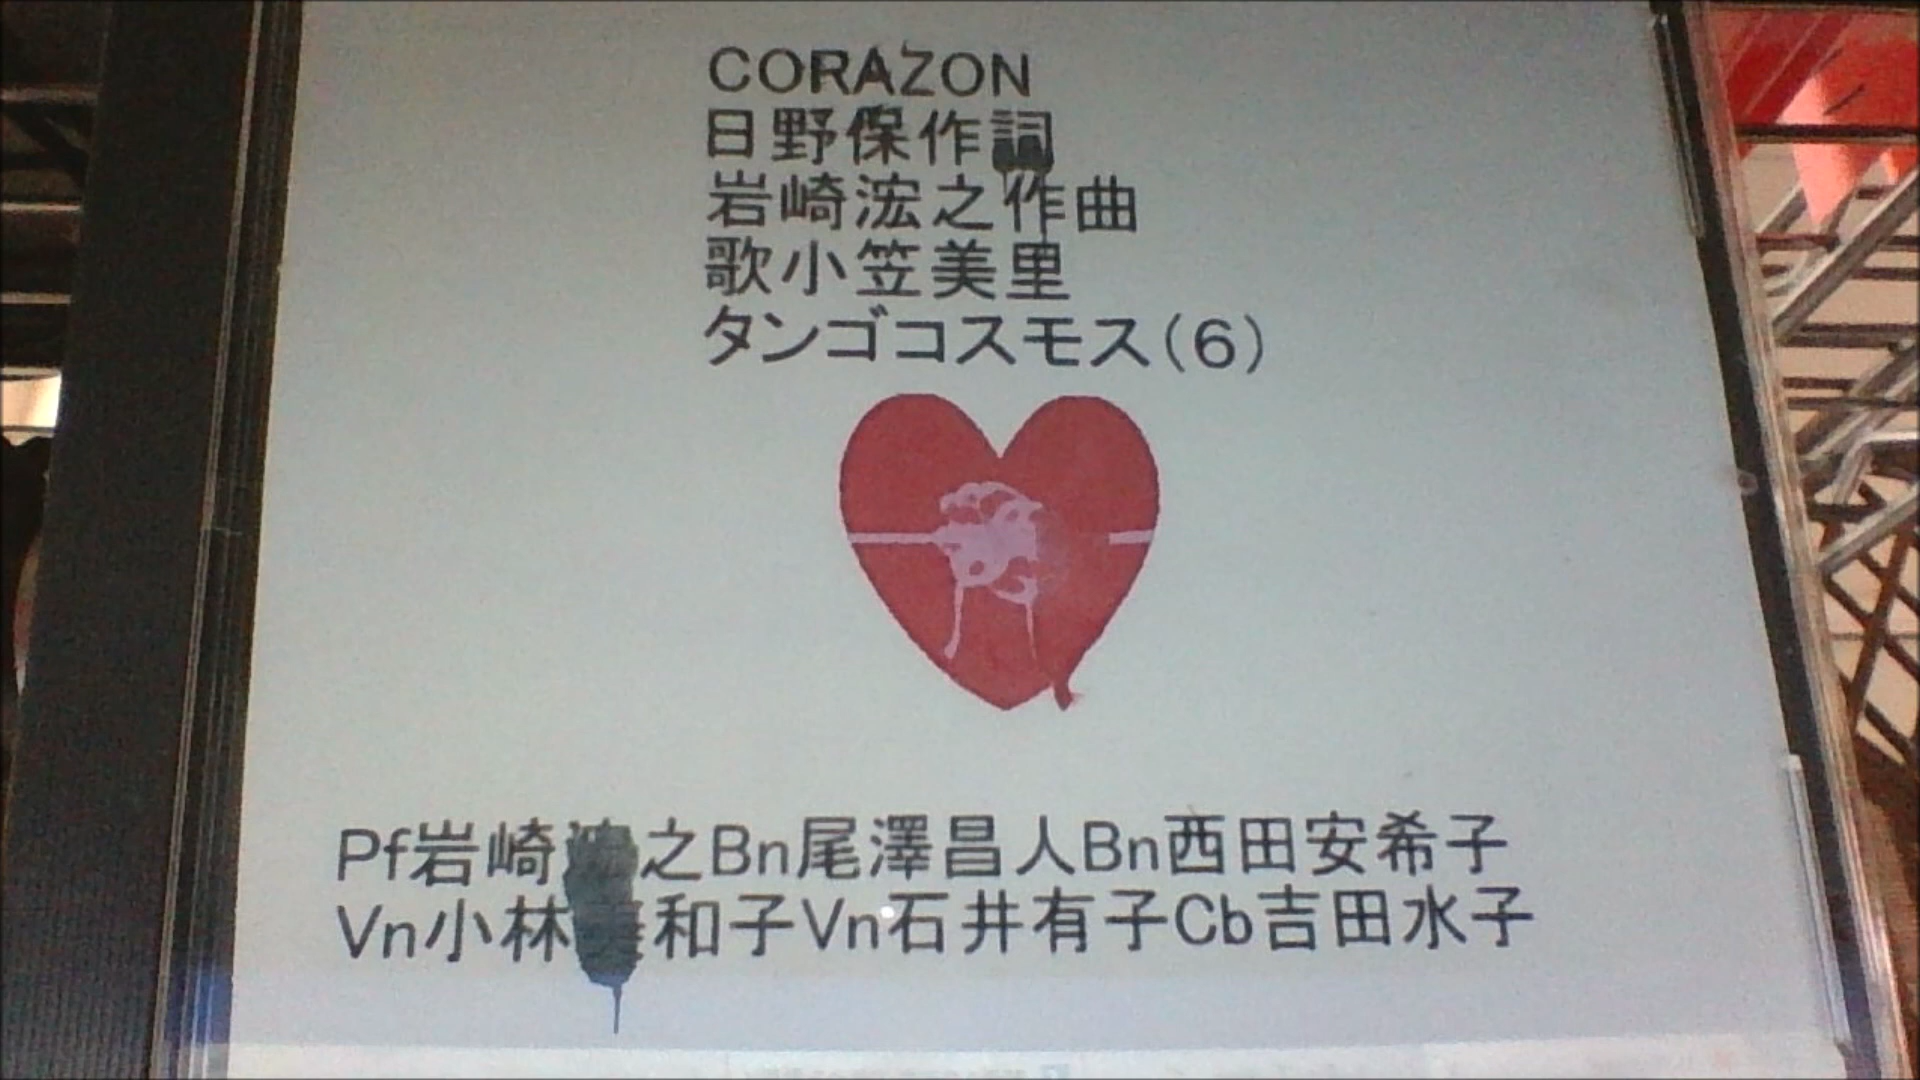 CORAZON
日野保作詞
岩崎浤之作曲
歌小笠美里
タンゴコスモス(6)
Pf岩崎浤之Bn尾澤昌人Bn西田安希子
Vn小林美和子Vn石井有子Cb吉田水子